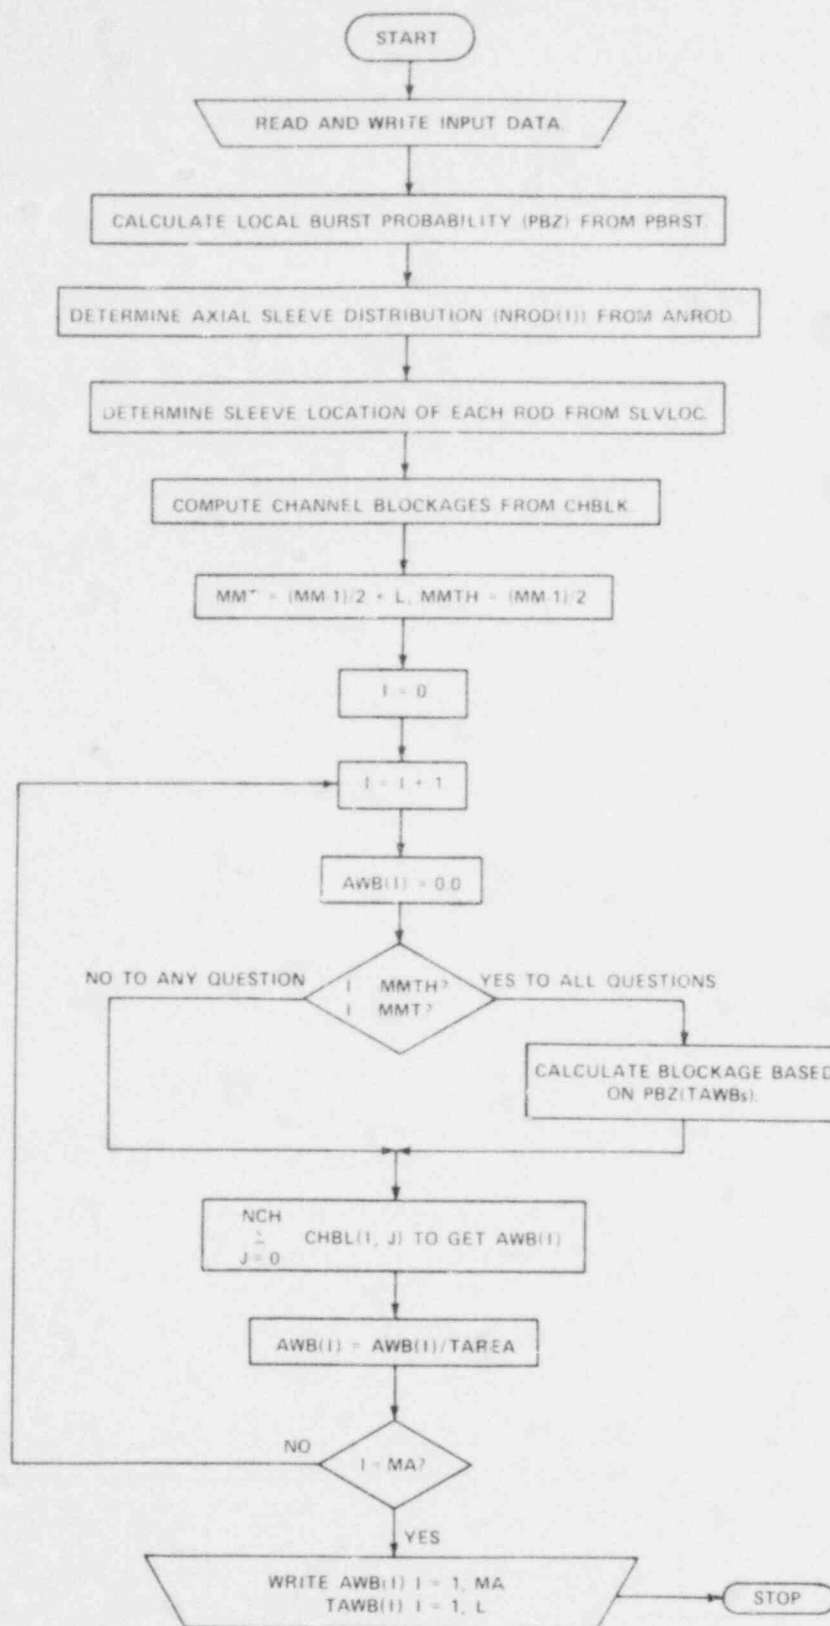 START
READ AND WRITE INPUT DATA.
CALCULATE LOCAL BURST PROBABILITY (PBZ) FROM PBRST.
DETERMINE AXIAL SLEEVE DISTRIBUTION (NROD(I)) FROM ANROD.
DETERMINE SLEEVE LOCATION OF EACH ROD FROM SLVLOC.
COMPUTE CHANNEL BLOCKAGES FROM CHBLK.
MMT = (MM-1)/2 + L, MMTH = (MM-1)/2
I = 0
I = I + 1
AWB(I) = 0.0
NO TO ANY QUESTION
YES TO ALL QUESTIONS
I MMTH?
I MMT?
CALCULATE BLOCKAGE BASED
ON PBZ(TAWBs).
NCH
Σ CHBL(I, J) TO GET AWB(I)
J = 0
AWB(I) = AWB(I)/TAREA
NO
I = MA?
YES
WRITE AWB(I) I = 1, MA
TAWB(I) I = 1, L
STOP